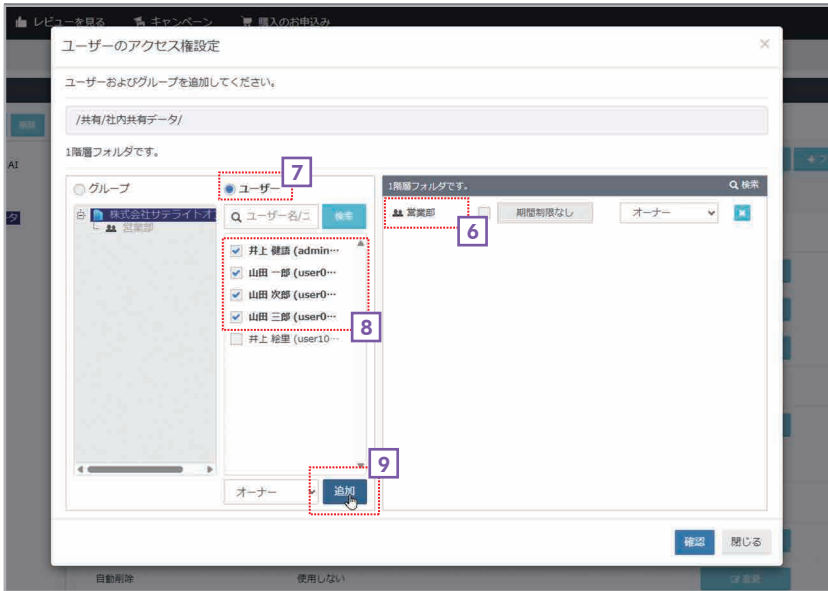 レビューを見る キャンペーン 購入のお申込み
ユーザーのアクセス権設定 ×
ユーザーおよびグループを追加してください。
/共有/社内共有データ/
1階層フォルダです。
AI
タ
7
グループ ユーザー
株式会社サテライトオフ
営業部
ユーザー名/ニ 検索
井上 健語 (admin…
山田 一郎 (user0…
山田 次郎 (user0…
山田 三郎 (user0…
8
井上 絵里 (user10…
9
オーナー 追加
1階層フォルダです。 検索
営業部 期間制限なし オーナー
6
確認 閉じる
自動削除 使用しない 変更